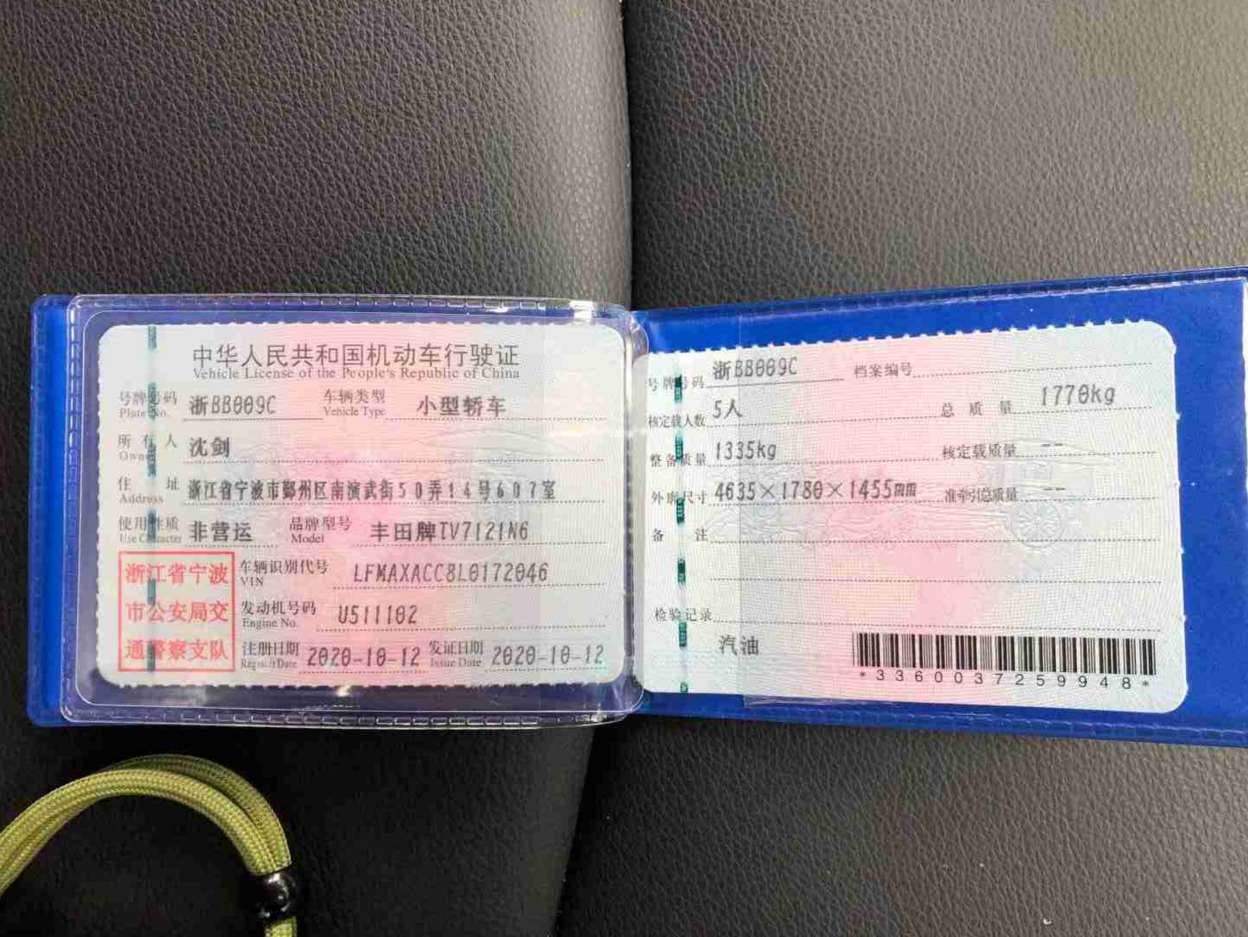 中华人民共和国机动车行驶证
Vehicle License of the People's Republic of China
号牌号码 浙BB009C 车辆类型 小型轿车
Plate No. Vehicle Type
所有人 沈剑
Owner
住址 浙江省宁波市鄞州区南演武街50弄14号607室
Address
使用性质 非营运 品牌型号 丰田牌TV7121N6
Use Character Model
浙江省宁波
市公安局交
通警察支队
车辆识别代号 LFMAXACC8L0172046
VIN
发动机号码 U511102
Engine No.
注册日期 2020-10-12 发证日期 2020-10-12
Register Date Issue Date
号牌号码 浙BB009C 档案编号
核定载人数 5人 总质量 1770kg
整备质量 1335kg 核定载质量 --
外廓尺寸 4635×1780×1455mm 准牵引总质量 --
备注
检验记录
汽油
*3360037259948*